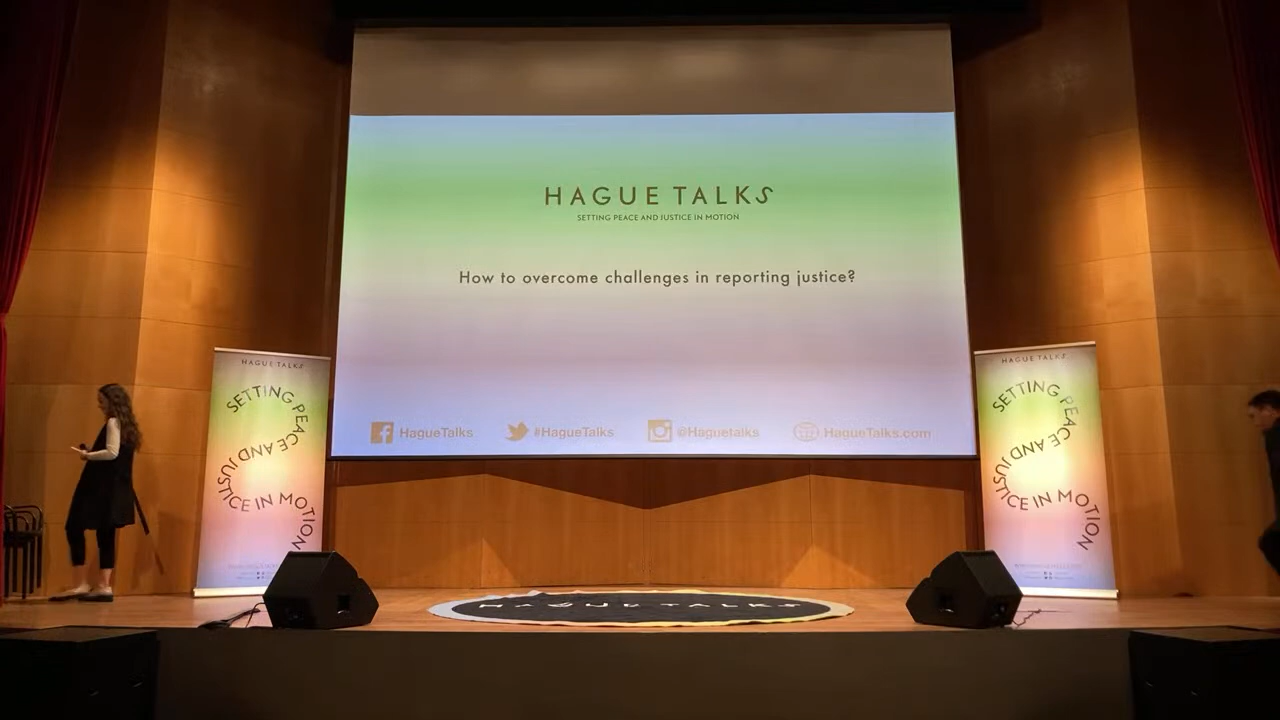 HAGUE TALKS
SETTING PEACE AND JUSTICE IN MOTION
How to overcome challenges in reporting justice?
HagueTalks
#HagueTalks
@Haguetalks
HagueTalks.com
HAGUE TALKS
SETTING PEACE AND JUSTICE IN MOTION
HAGUE TALKS
SETTING PEACE AND JUSTICE IN MOTION
HAGUE TALKS